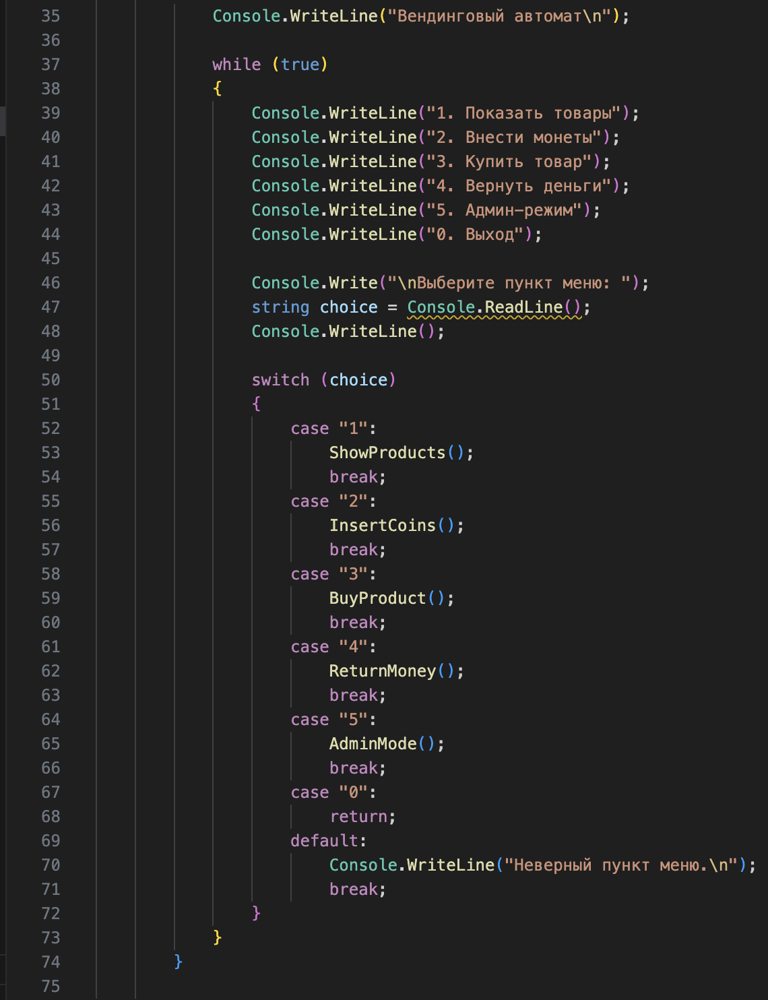 35 Console.WriteLine("Вендинговый автомат\n");
36
37 while (true)
38 {
39 Console.WriteLine("1. Показать товары");
40 Console.WriteLine("2. Внести монеты");
41 Console.WriteLine("3. Купить товар");
42 Console.WriteLine("4. Вернуть деньги");
43 Console.WriteLine("5. Админ-режим");
44 Console.WriteLine("0. Выход");
45
46 Console.Write("\nВыберите пункт меню: ");
47 string choice = Console.ReadLine();
48 Console.WriteLine();
49
50 switch (choice)
51 {
52 case "1":
53 ShowProducts();
54 break;
55 case "2":
56 InsertCoins();
57 break;
58 case "3":
59 BuyProduct();
60 break;
61 case "4":
62 ReturnMoney();
63 break;
64 case "5":
65 AdminMode();
66 break;
67 case "0":
68 return;
69 default:
70 Console.WriteLine("Неверный пункт меню.\n");
71 break;
72 }
73 }
74 }
75